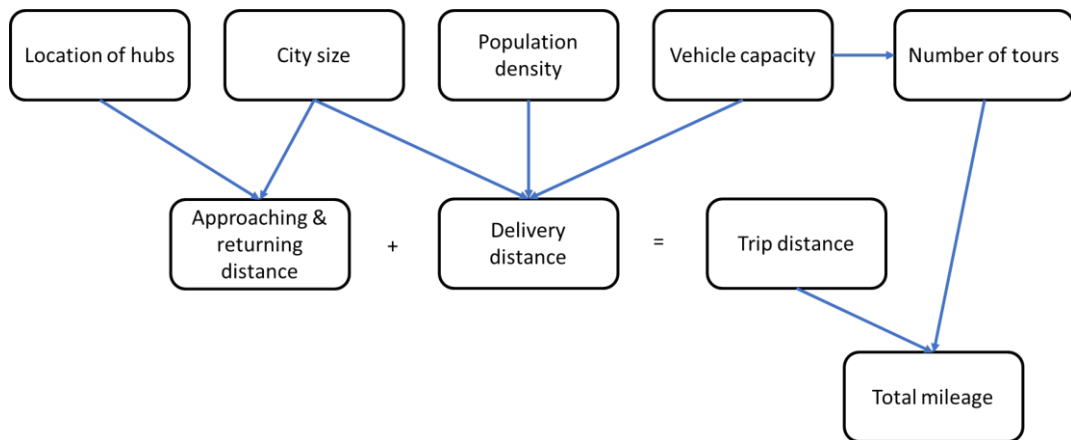 Location of hubs
City size
Population
density
Vehicle capacity
Number of tours
Approaching &
returning
distance
+
Delivery
distance
=
Trip distance
Total mileage